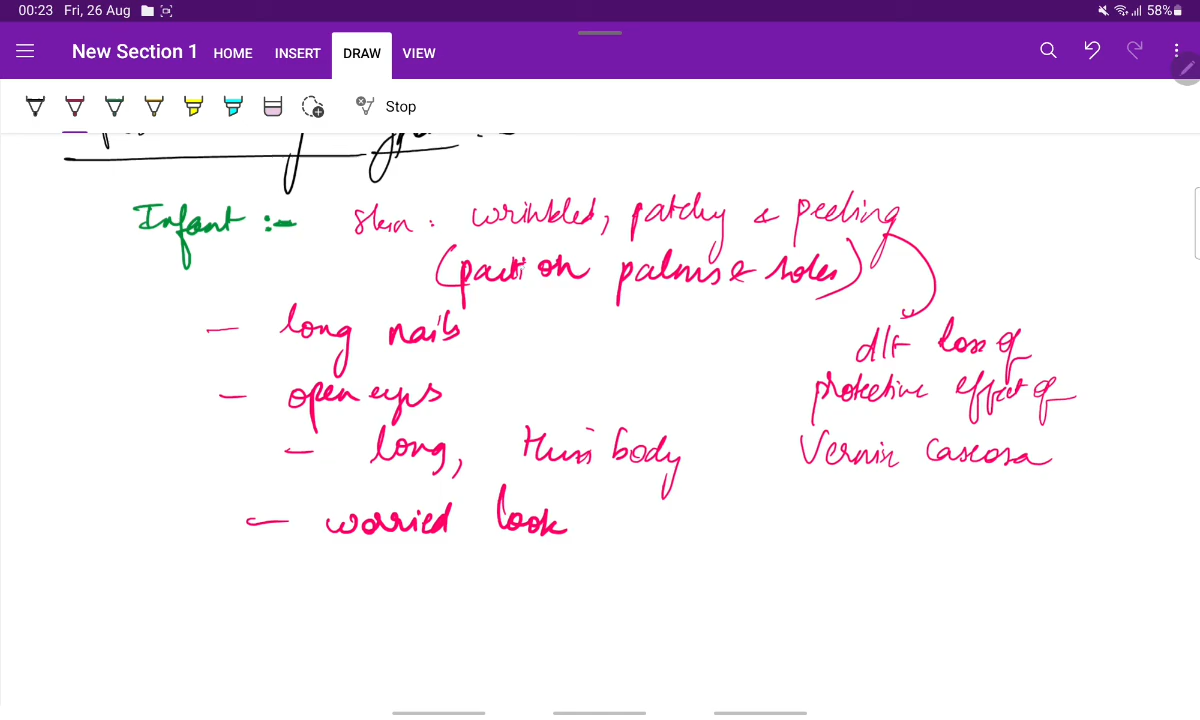 00:23 Fri, 26 Aug 58%
New Section 1 HOME INSERT DRAW VIEW
Stop
Infant :- Skin : wrinkled, patchy & peeling
(parti on palms & soles)
- long nails
d/t loss of
- open eyes
protective effect of
- long, thin body
Vernix Caseosa
- worried look